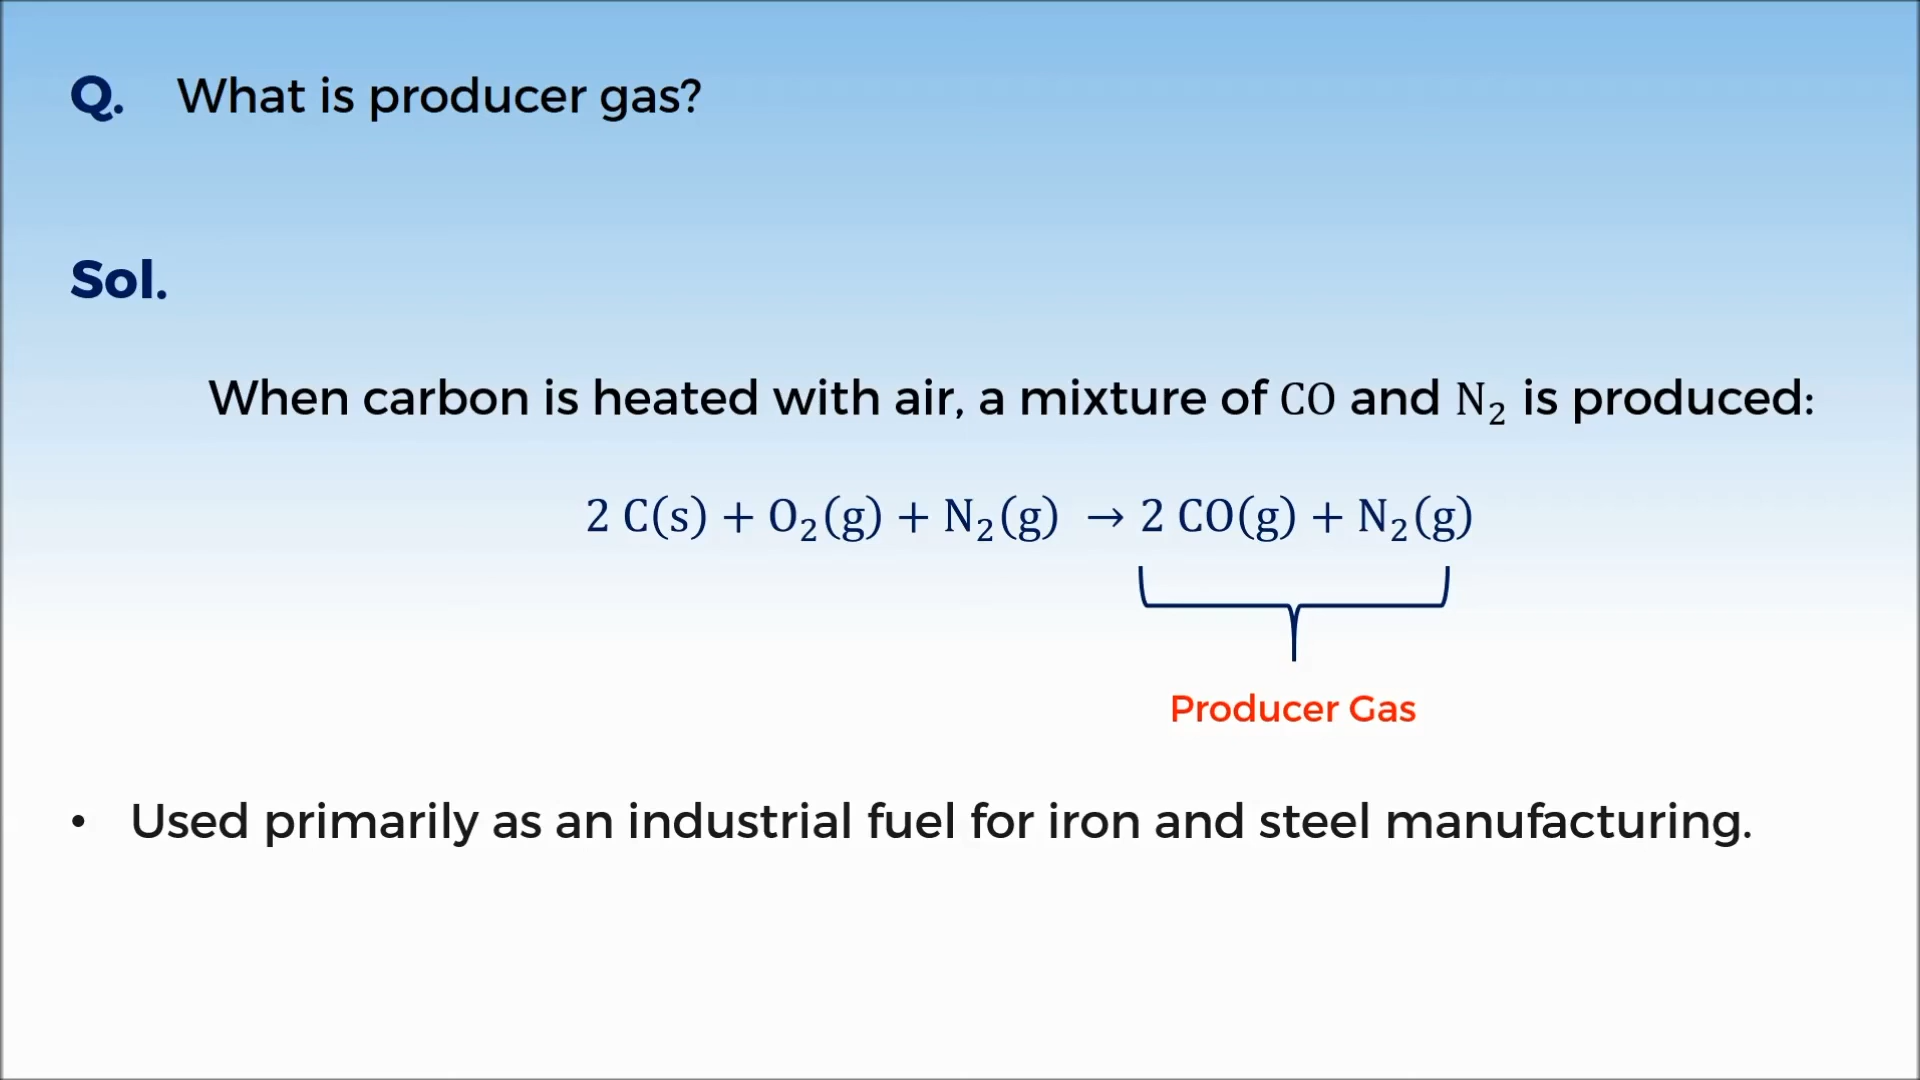 Q. What is producer gas?
Sol.
When carbon is heated with air, a mixture of CO and N₂ is produced:
2 C(s) + O₂(g) + N₂(g) → 2 CO(g) + N₂(g)
Producer Gas
• Used primarily as an industrial fuel for iron and steel manufacturing.